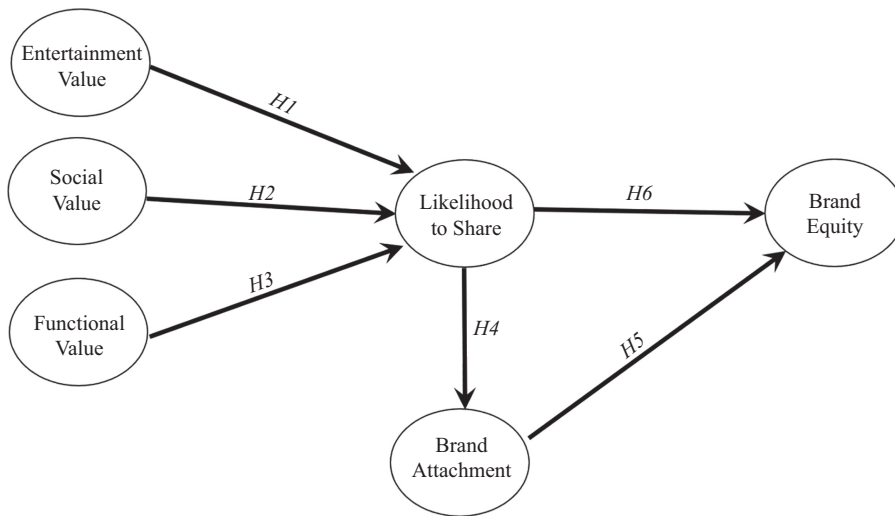 Entertainment
Value
H1
Social
Value
H2
Likelihood
to Share
H6
Brand
Equity
Functional
Value
H3
H4
H5
Brand
Attachment